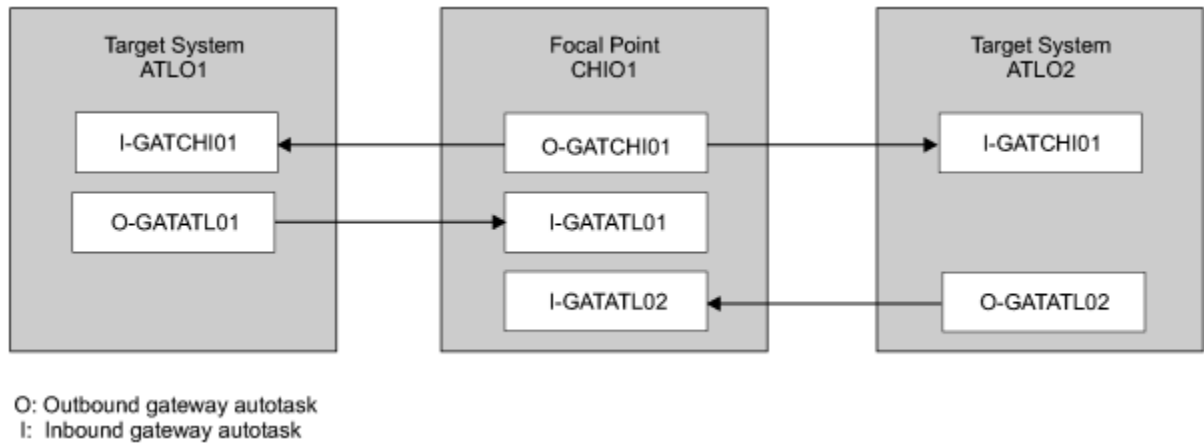 Target System
ATLO1
Focal Point
CHIO1
Target System
ATLO2
I-GATCHI01
O-GATCHI01
I-GATCHI01
O-GATATL01
I-GATATL01
I-GATATL02
O-GATATL02
O: Outbound gateway autotask
I: Inbound gateway autotask